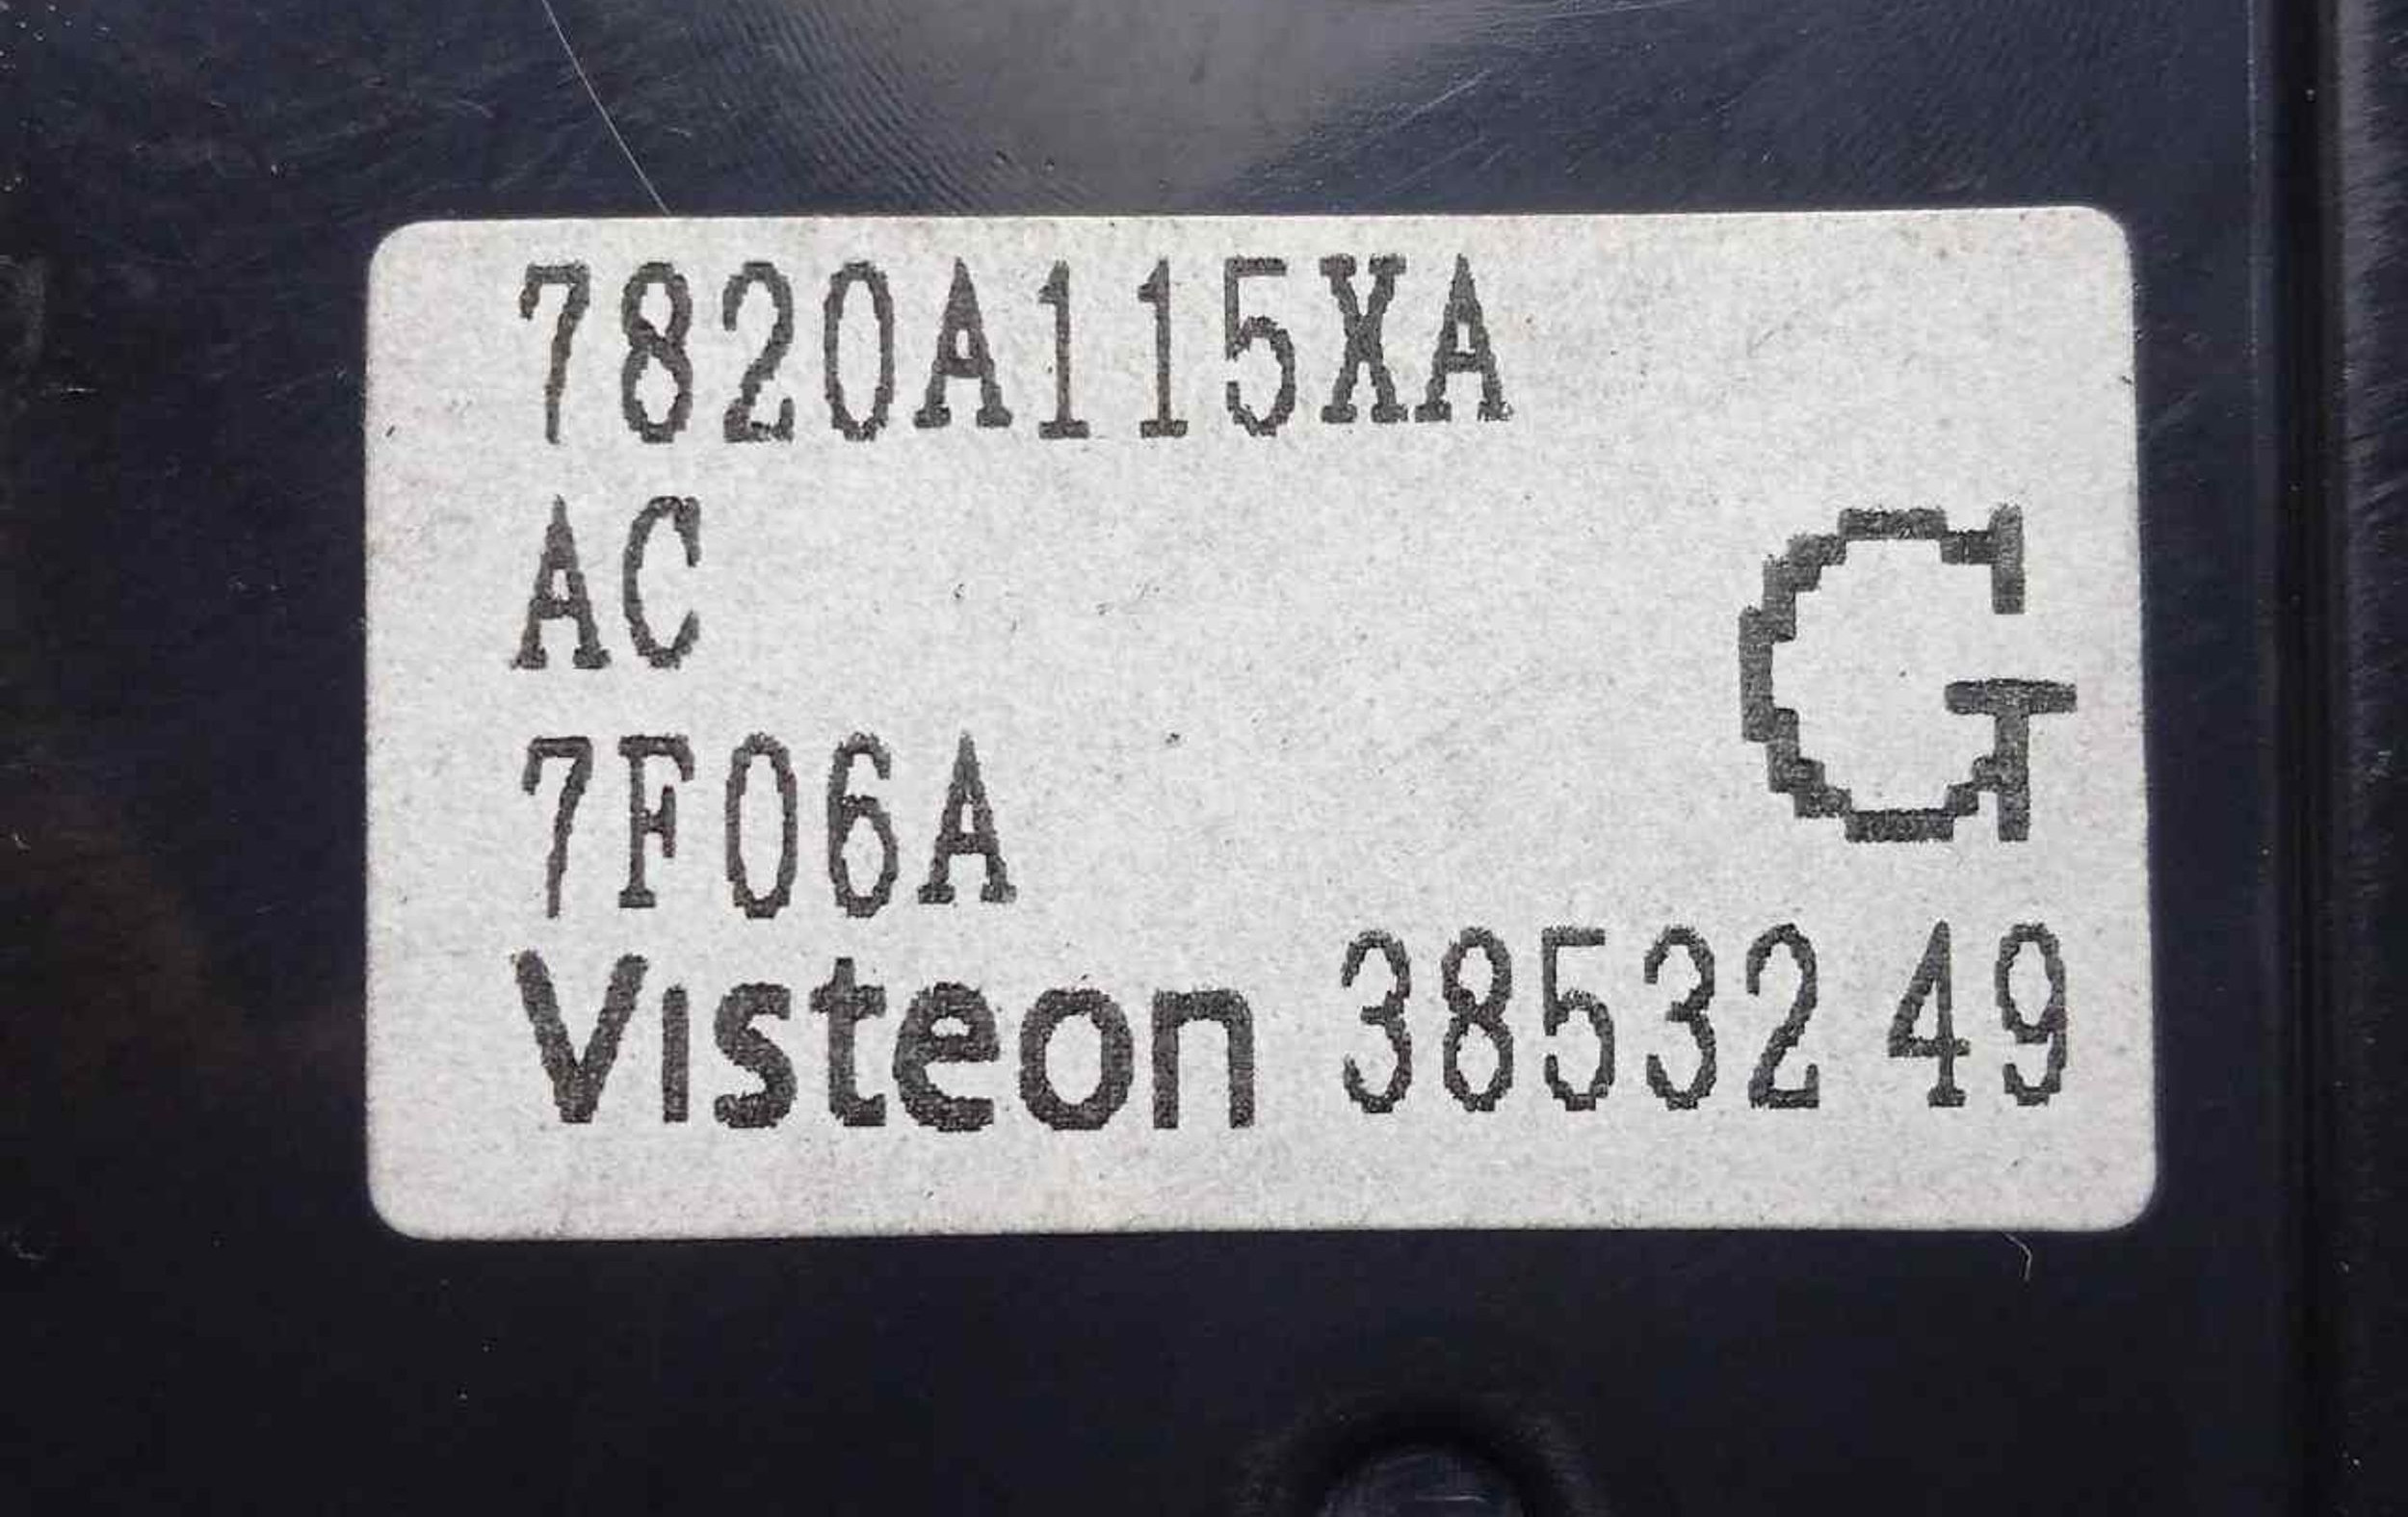 7820A115XA
AC
G
7F06A
Visteon 38532 49